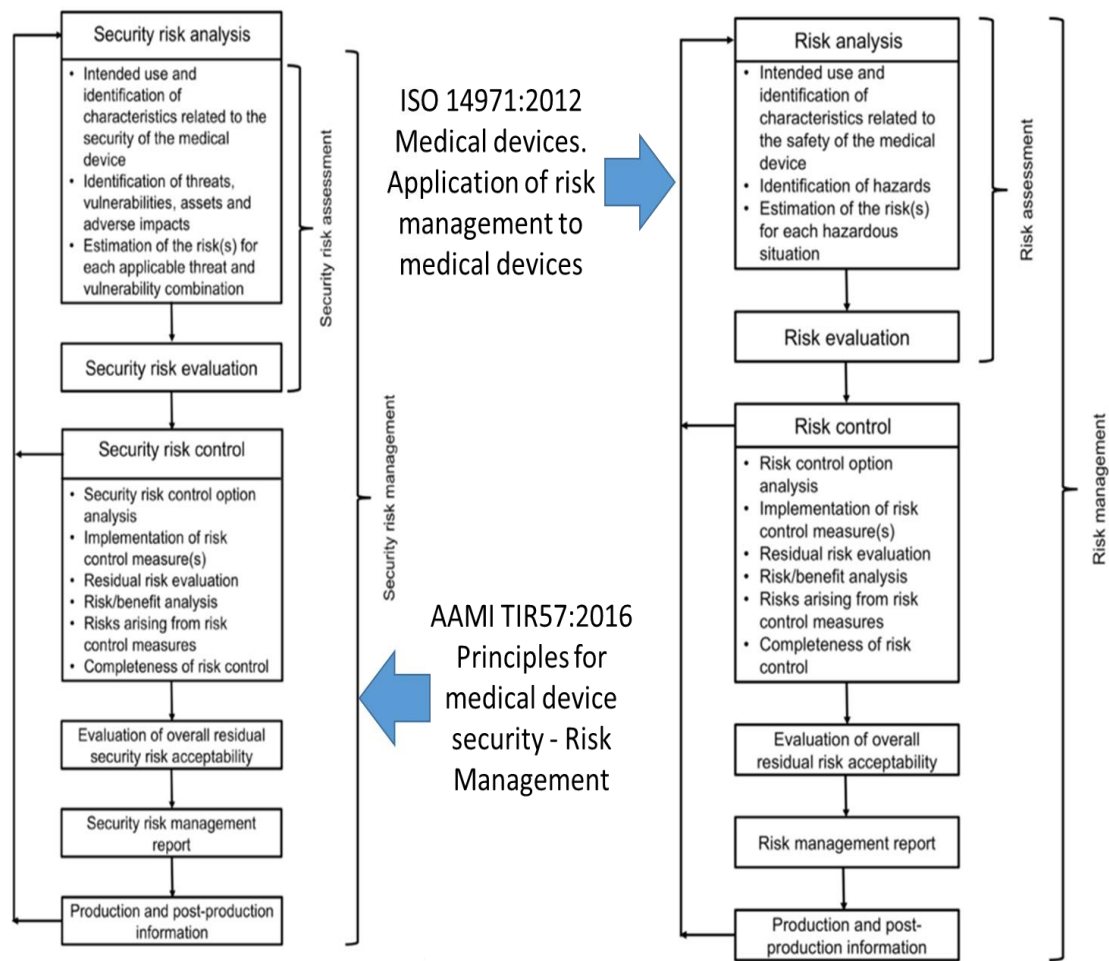 Security risk analysis
• Intended use and
identification of
characteristics related to the
security of the medical
device
• Identification of threats,
vulnerabilities, assets and
adverse impacts
• Estimation of the risk(s) for
each applicable threat and
vulnerability combination
Security risk evaluation
Security risk assessment
Security risk control
• Security risk control option
analysis
• Implementation of risk
control measure(s)
• Residual risk evaluation
• Risk/benefit analysis
• Risks arising from risk
control measures
• Completeness of risk control
Evaluation of overall residual
security risk acceptability
Security risk management
report
Production and post-production
information
Security risk management
ISO 14971:2012
Medical devices.
Application of risk
management to
medical devices
AAMI TIR57:2016
Principles for
medical device
security - Risk
Management
Risk analysis
• Intended use and
identification of
characteristics related to
the safety of the medical
device
• Identification of hazards
• Estimation of the risk(s)
for each hazardous
situation
Risk evaluation
Risk assessment
Risk control
• Risk control option
analysis
• Implementation of risk
control measure(s)
• Residual risk evaluation
• Risk/benefit analysis
• Risks arising from risk
control measures
• Completeness of risk
control
Evaluation of overall
residual risk acceptability
Risk management report
Production and post-
production information
Risk management